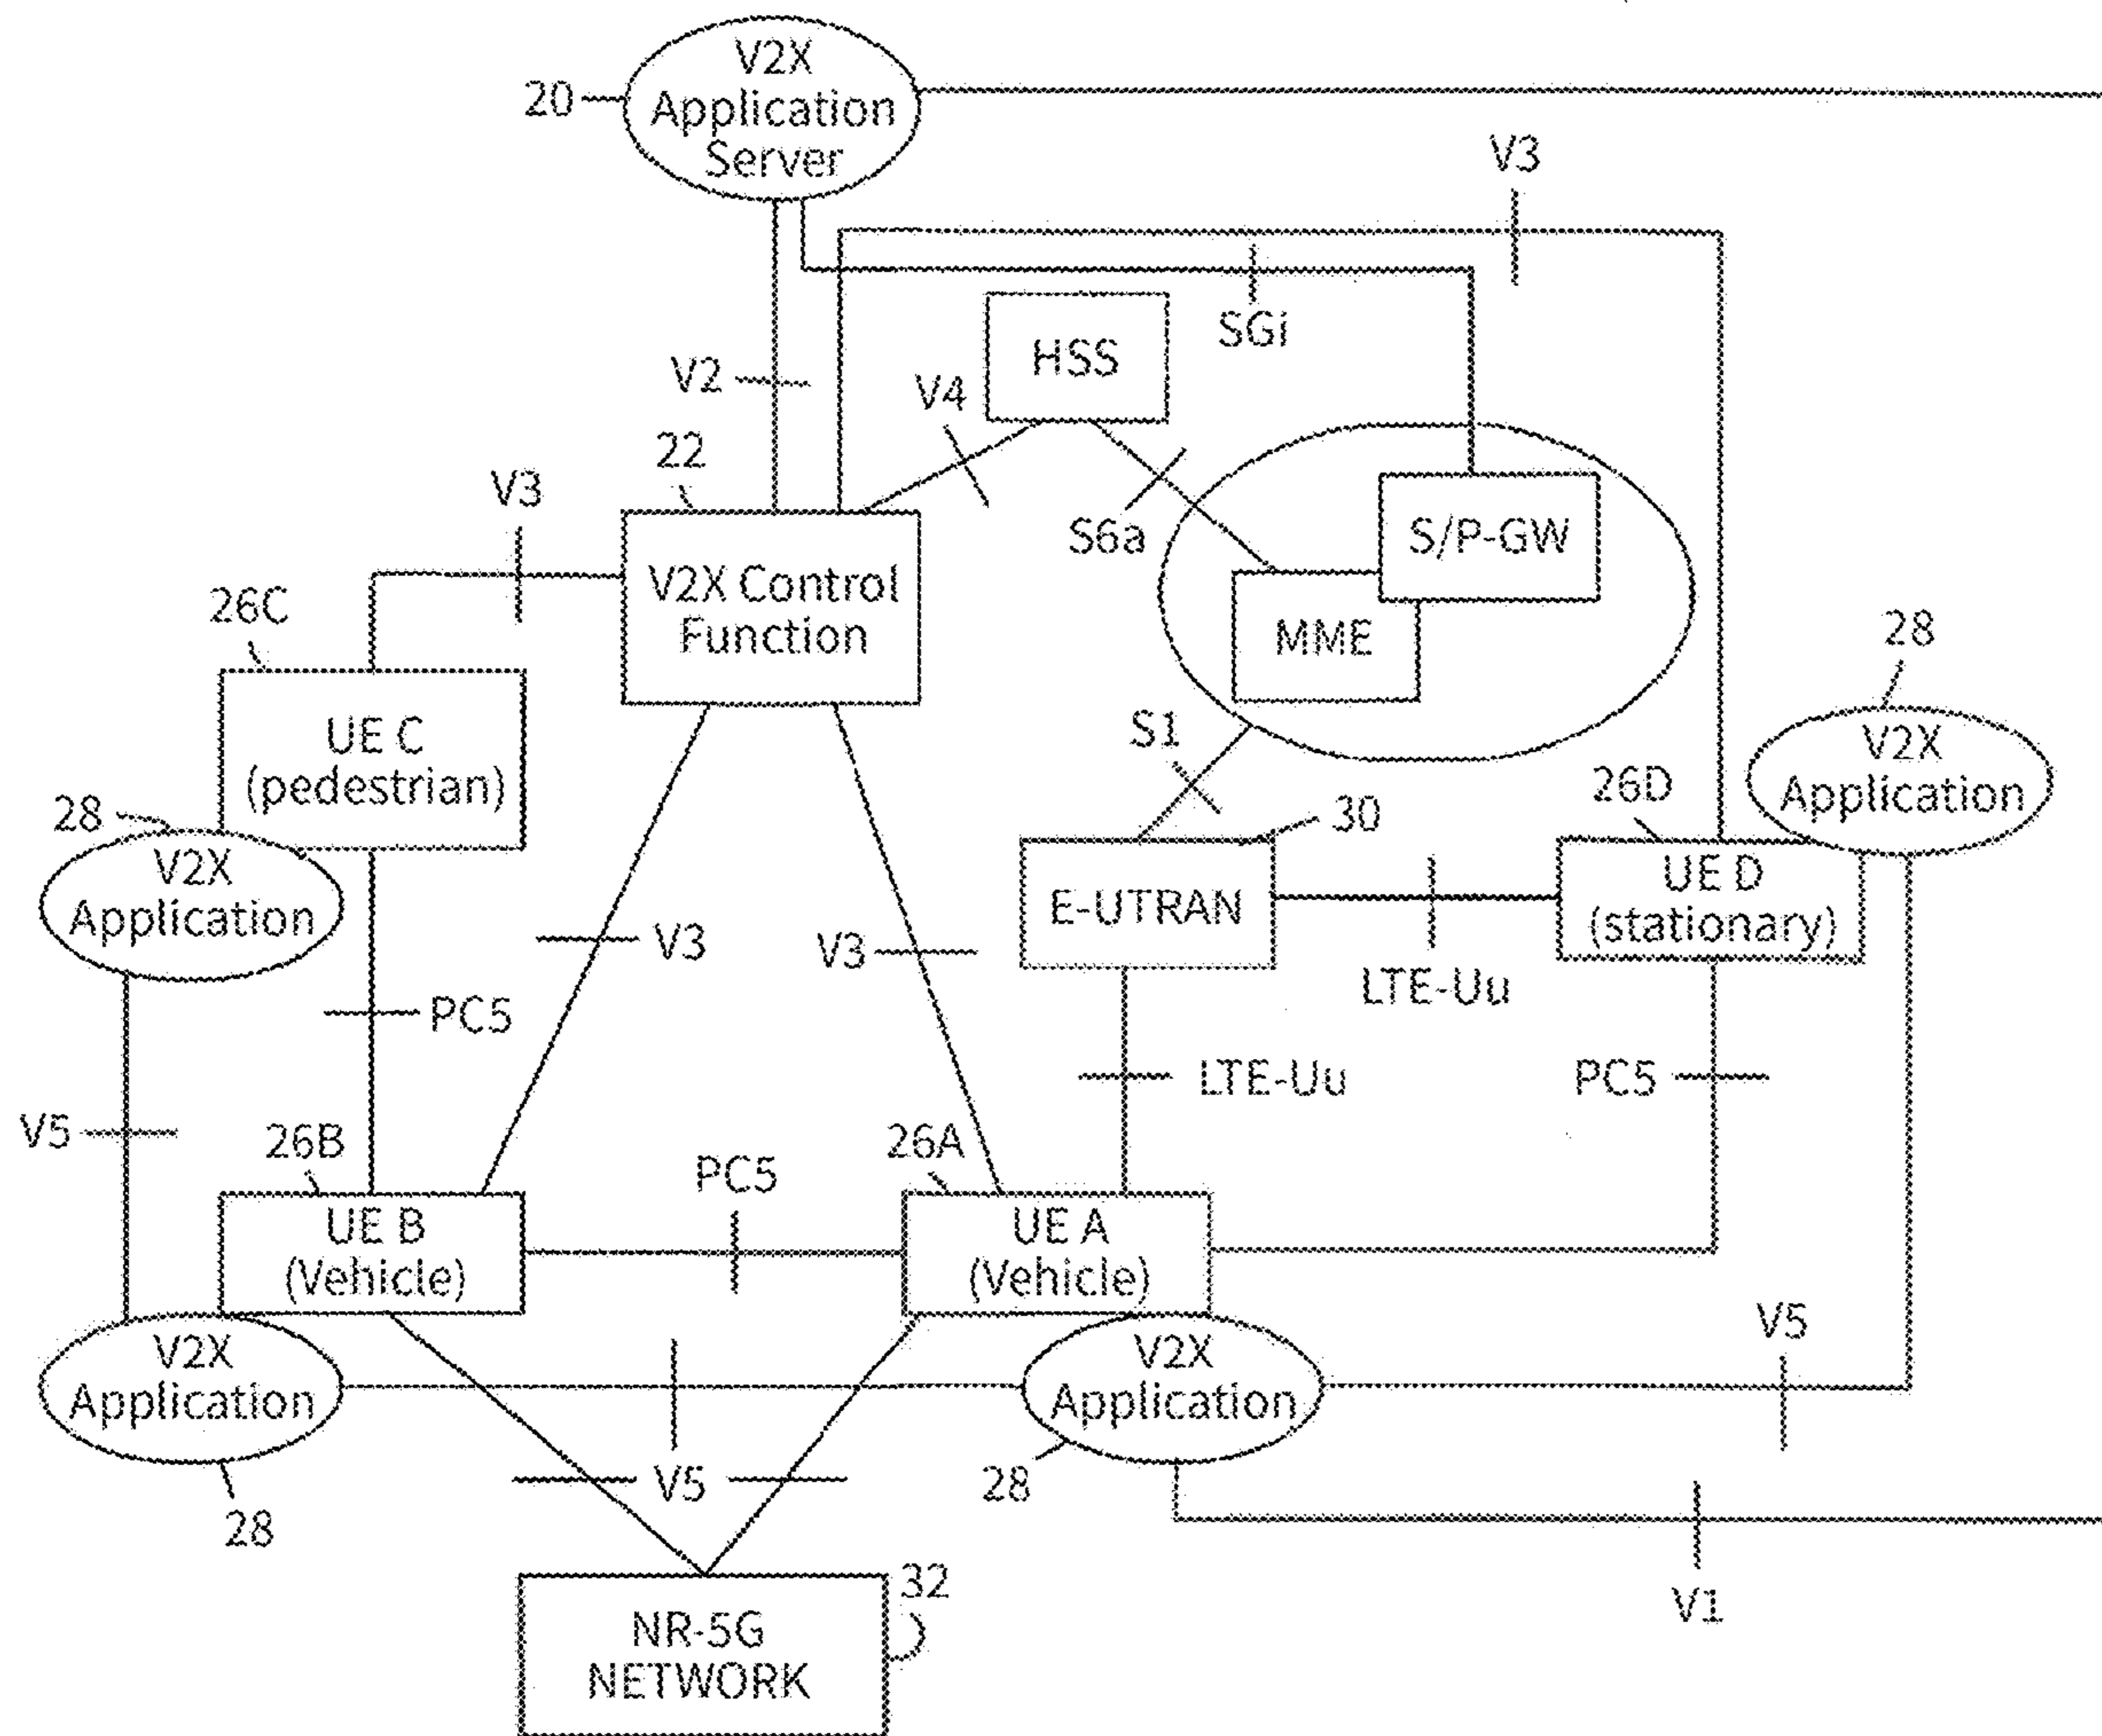 V2X
Application
Server
20
V3
SGi
HSS
V2
V4
22
V3
S6a
S/P-GW
V2X Control
Function
MME
26C
28
UE C
(pedestrian)
S1
V2X
Application
26D
30
28
V2X
Application
E-UTRAN
UE D
(stationary)
V3
V3
LTE-Uu
PC5
LTE-Uu
PC5
V5
26B
26A
PC5
UE B
(Vehicle)
UE A
(Vehicle)
V5
V2X
Application
V2X
Application
V5
28
28
V1
32
NR-5G
NETWORK